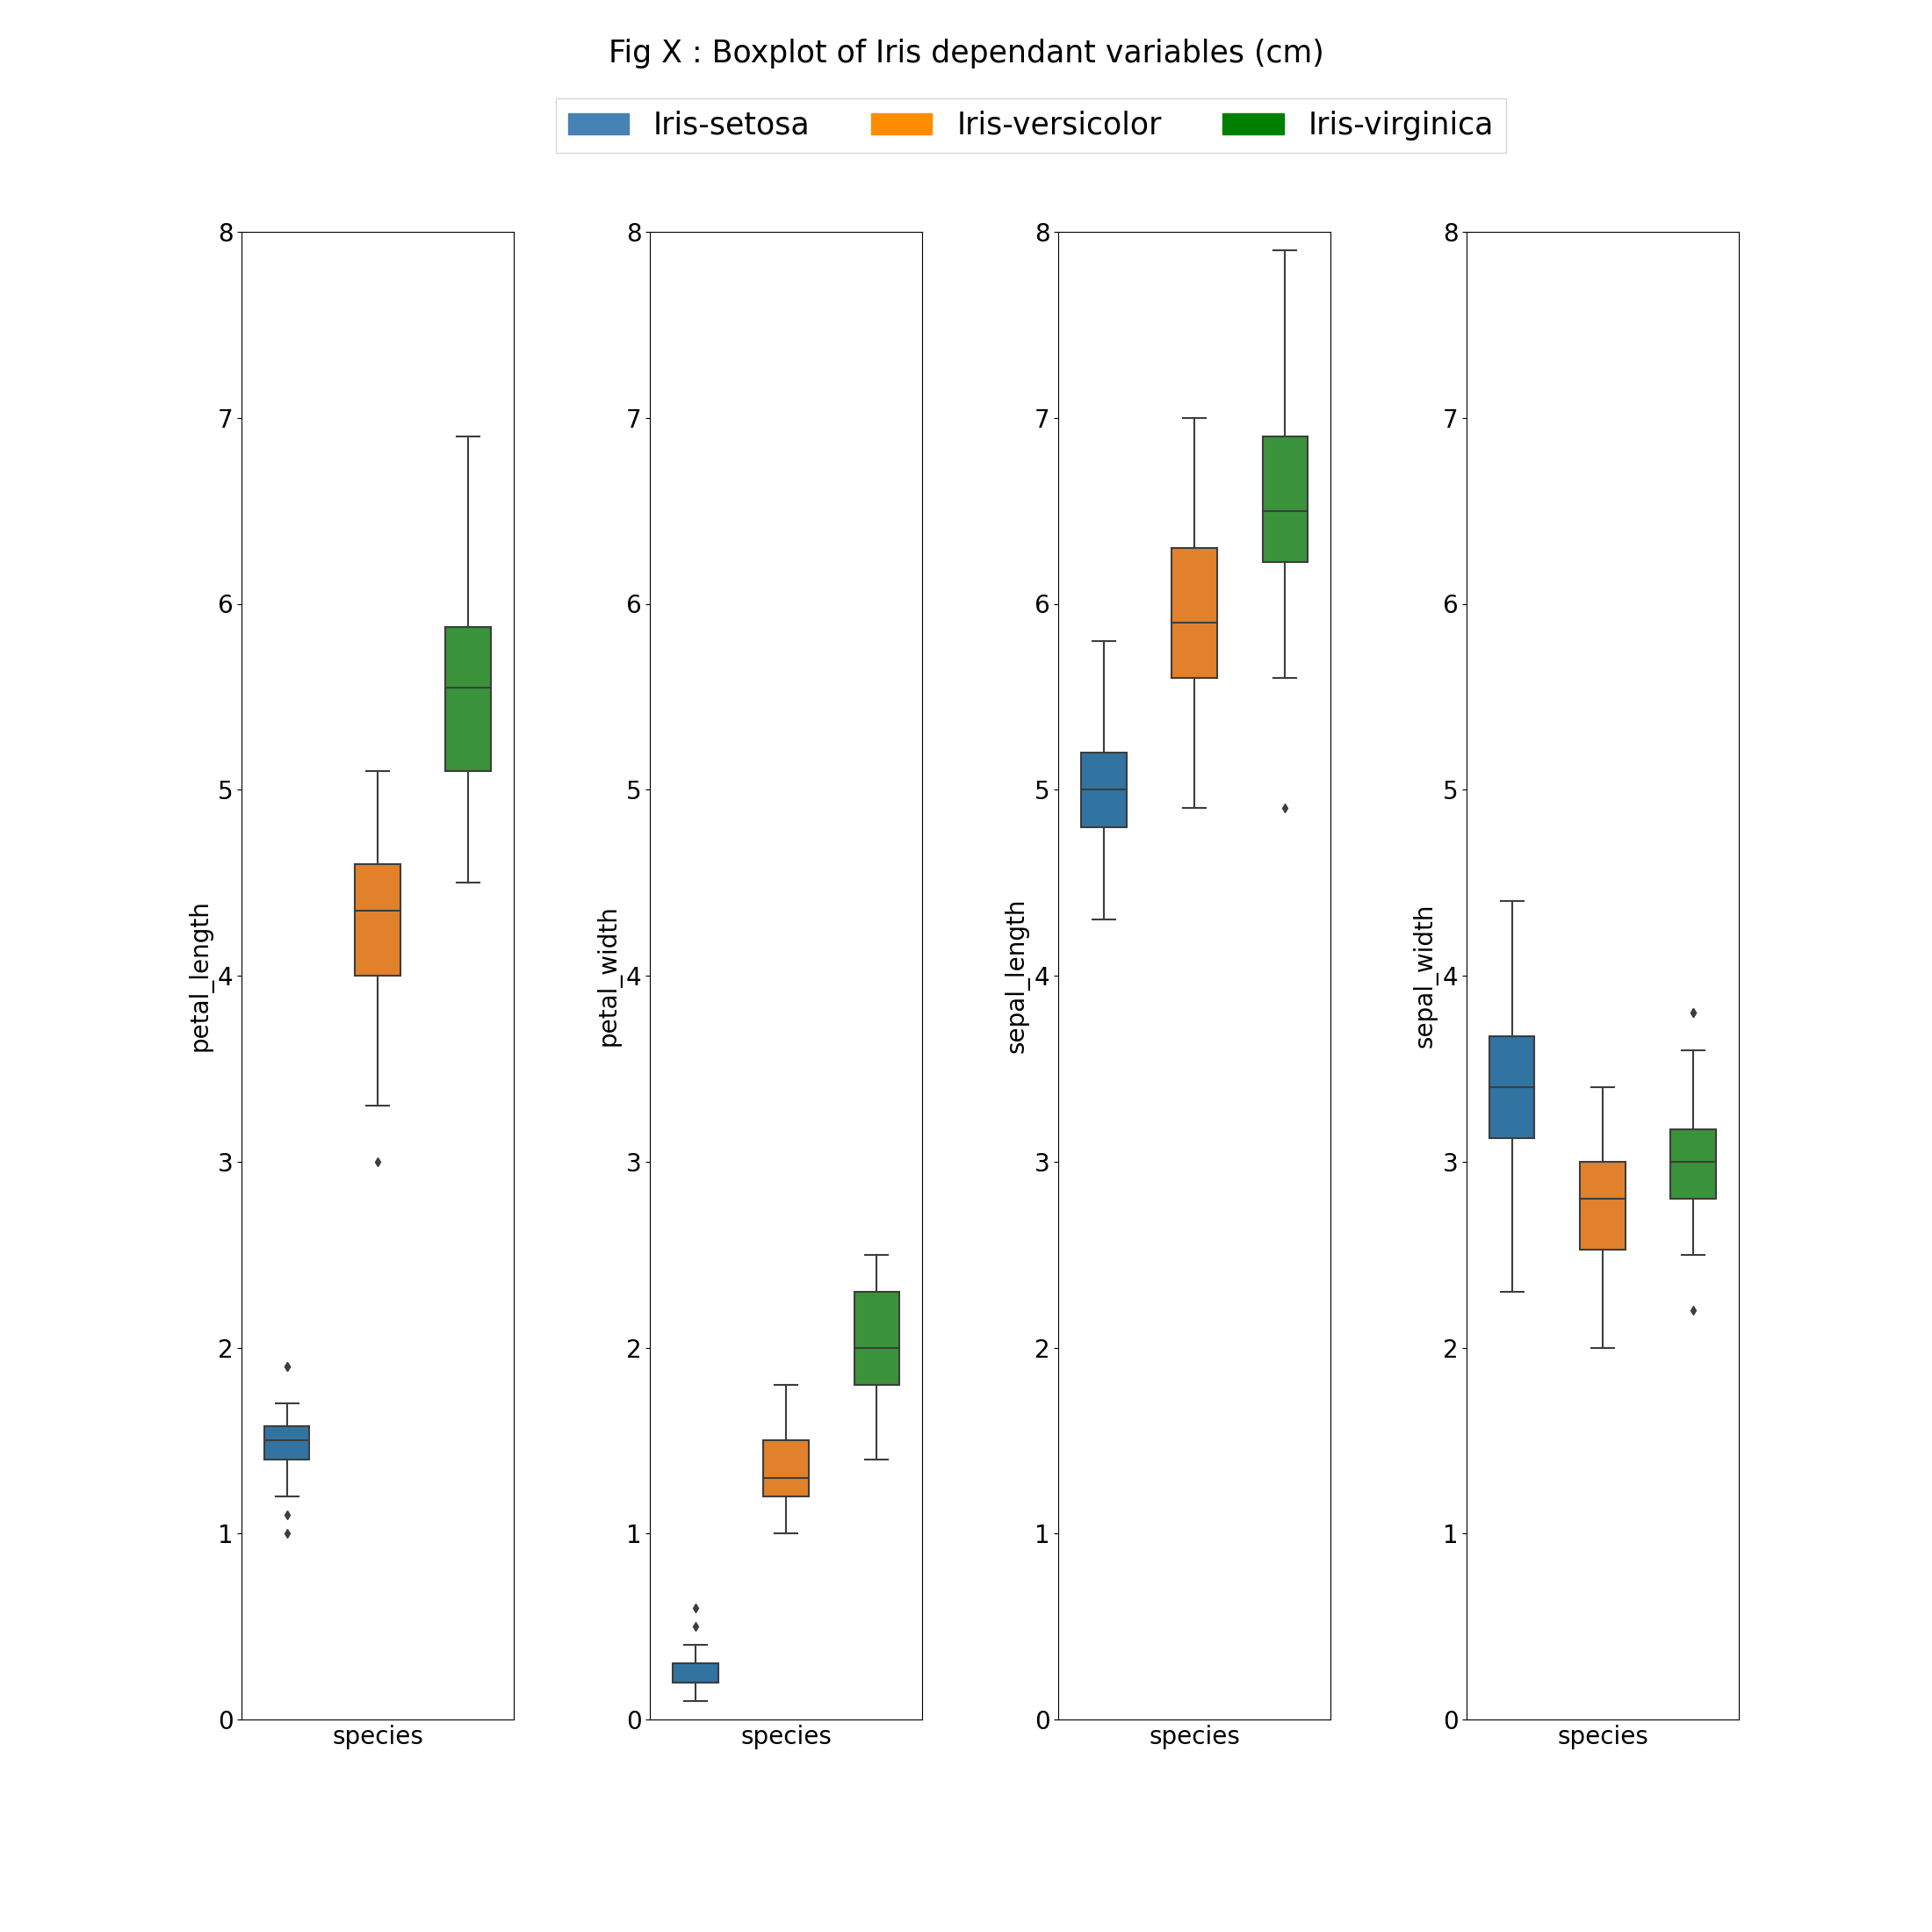 Fig X : Boxplot of Iris dependant variables (cm)
Iris-setosa Iris-versicolor Iris-virginica
8 8 8 8
7 7 7 7
6 6 6 6
5 5 5 5
petal_length petal_width sepal_length sepal_width
4 4 4 4
3 3 3 3
2 2 2 2
1 1 1 1
0 0 0 0
species species species species